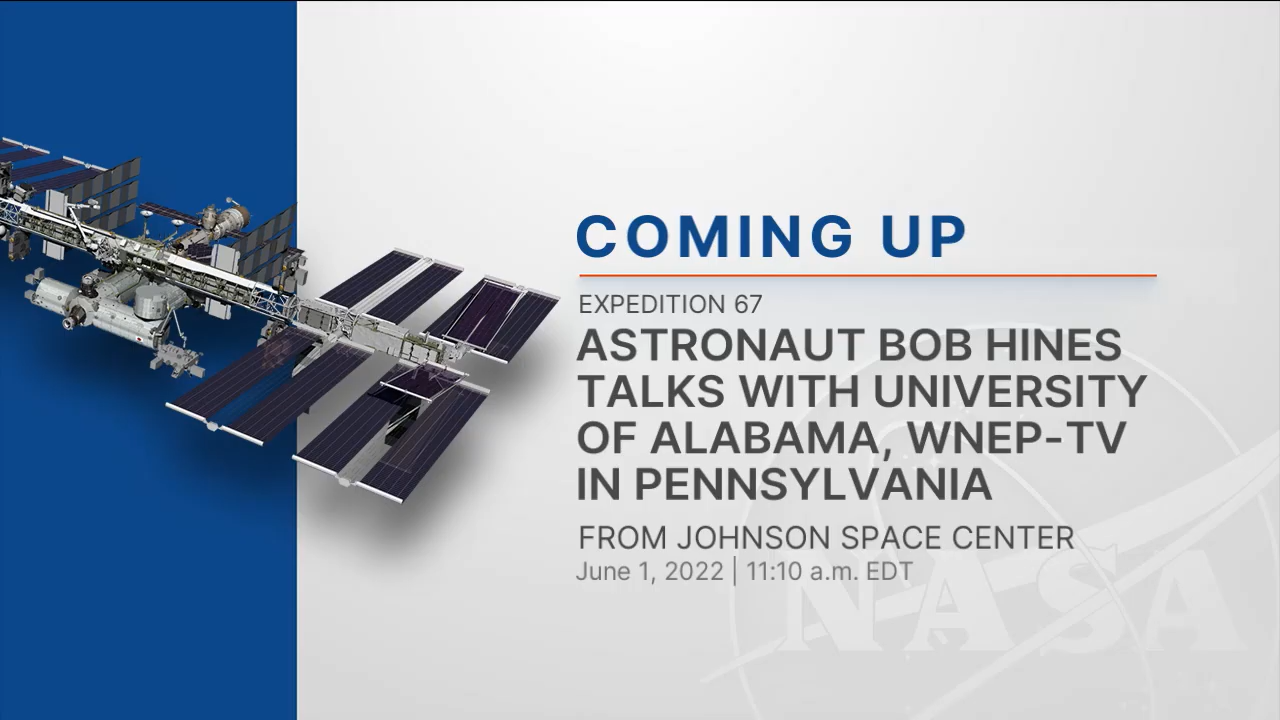 COMING UP
EXPEDITION 67
ASTRONAUT BOB HINES
TALKS WITH UNIVERSITY
OF ALABAMA, WNEP-TV
IN PENNSYLVANIA
FROM JOHNSON SPACE CENTER
June 1, 2022 | 11:10 a.m. EDT
NASA